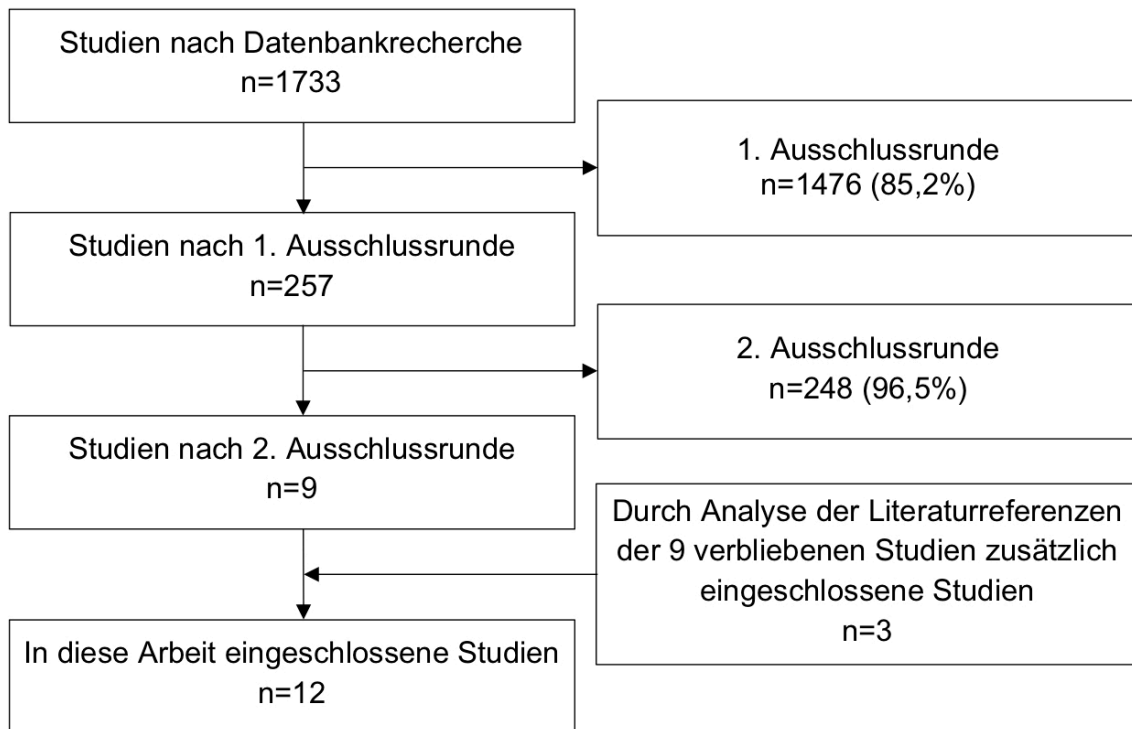 Studien nach Datenbankrecherche
n=1733
1. Ausschlussrunde
n=1476 (85,2%)
Studien nach 1. Ausschlussrunde
n=257
2. Ausschlussrunde
n=248 (96,5%)
Studien nach 2. Ausschlussrunde
n=9
Durch Analyse der Literaturreferenzen
der 9 verbliebenen Studien zusätzlich
eingeschlossene Studien
n=3
In diese Arbeit eingeschlossene Studien
n=12